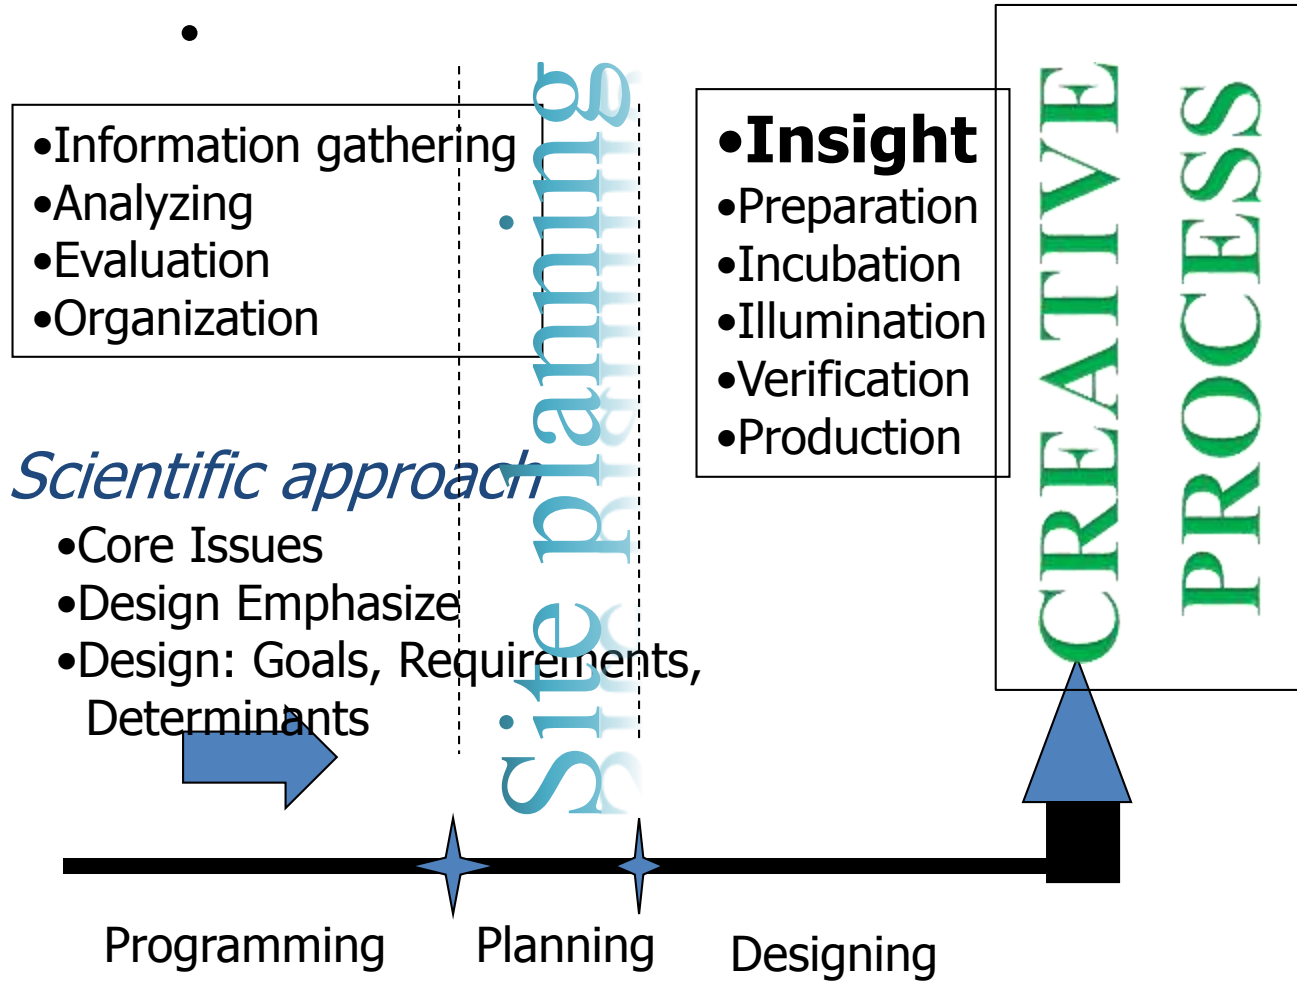 •
•Information gathering
•Analyzing
•Evaluation
•Organization
Scientific approach
•Core Issues
•Design Emphasize
•Design: Goals, Requirements,
Determinants
Site planning
•Insight
•Preparation
•Incubation
•Illumination
•Verification
•Production
CREATIVE
PROCESS
Programming
Planning
Designing